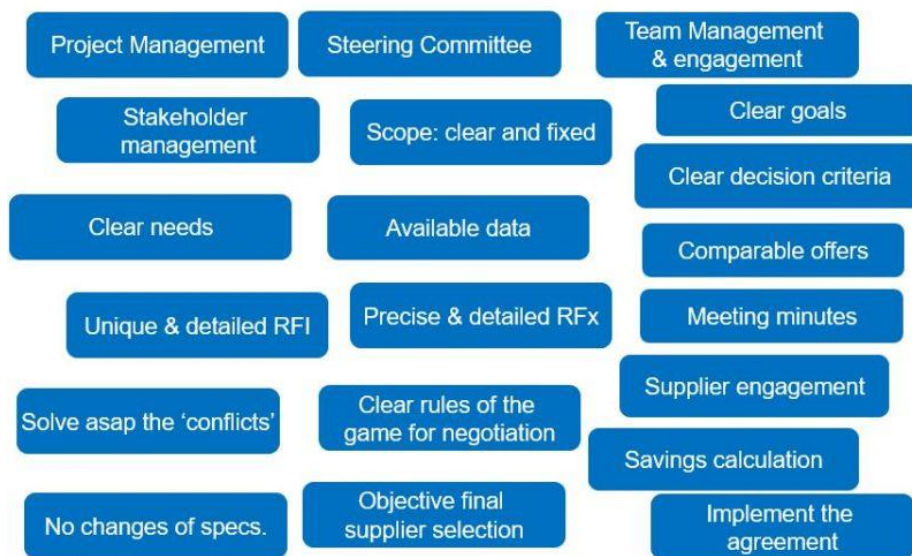 Project Management
Steering Committee
Team Management
& engagement
Stakeholder
management
Scope: clear and fixed
Clear goals
Clear decision criteria
Clear needs
Available data
Comparable offers
Unique & detailed RFI
Precise & detailed RFx
Meeting minutes
Supplier engagement
Solve asap the ‘conflicts’
Clear rules of the
game for negotiation
Savings calculation
No changes of specs.
Objective final
supplier selection
Implement the
agreement